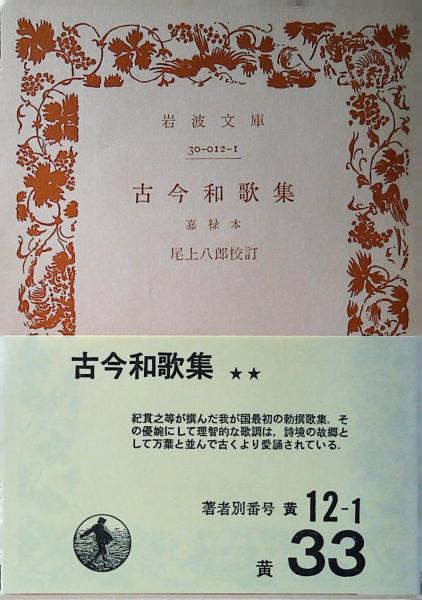 岩波文庫
30-012-1
古今和歌集
嘉禄本
尾上八郎校訂
古今和歌集 ★★
紀貫之等が撰んだ我が国最初の勅撰歌集. そ
の優婉にして理智的な歌調は, 詩境の故郷と
して万葉と並んで古くより愛誦されている.
著者別番号 黄 12-1
黄 33